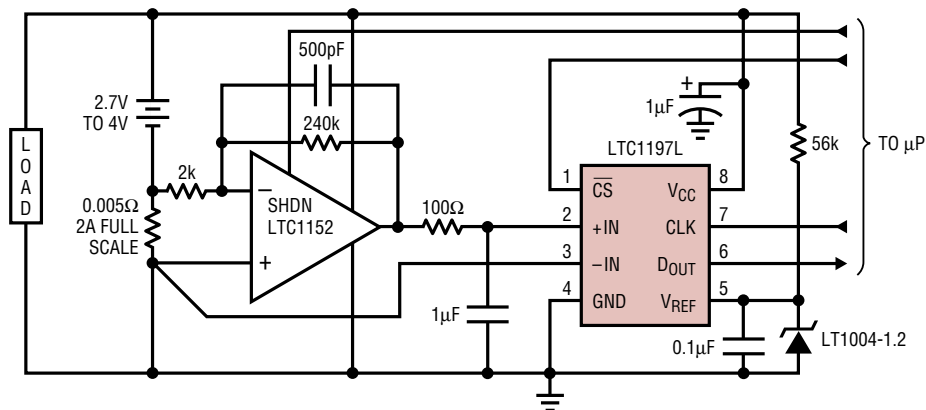 500pF
2.7V
TO 4V
240k
1µF
+
LTC1197L
56k
TO µP
LOAD
2k
0.005Ω
2A FULL
SCALE
−
SHDN
LTC1152
+
100Ω
1
CS
VCC
8
2
+IN
CLK
7
3
−IN
DOUT
6
4
GND
VREF
5
1µF
0.1µF
LT1004-1.2